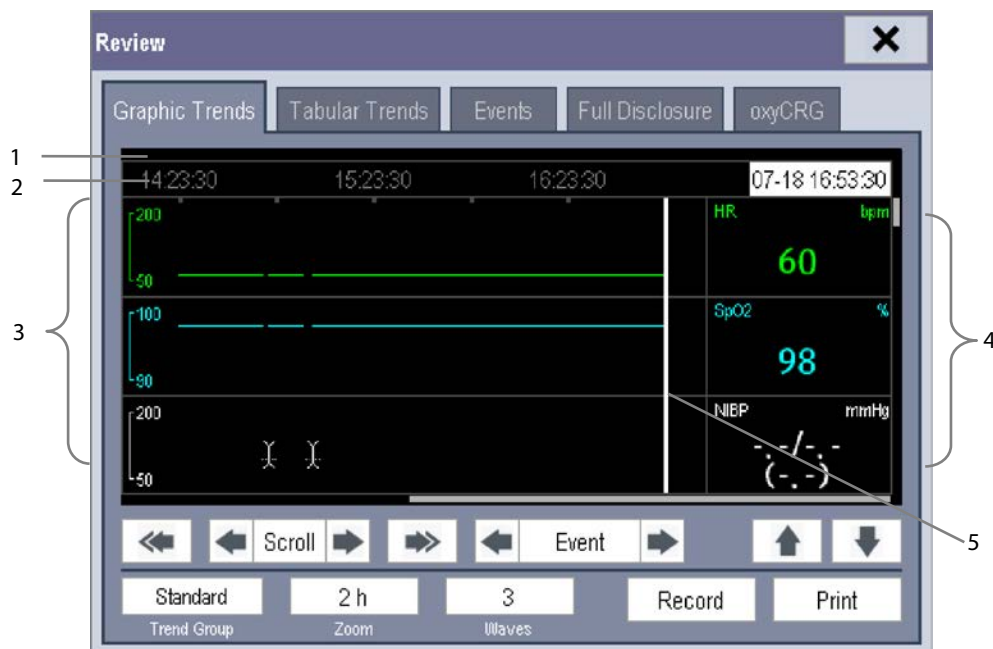 Review
Graphic Trends Tabular Trends Events Full Disclosure oxyCRG
1
2
14:23:30 15:23:30 16:23:30 07-18 16:53:30
3
200
50
HR bpm
60
100
90
SpO2 %
98
200
50
NIBP mmHg
-.-/-.-
(-.-)
4
5
Scroll Event
Standard 2 h 3 Record Print
Trend Group Zoom Waves